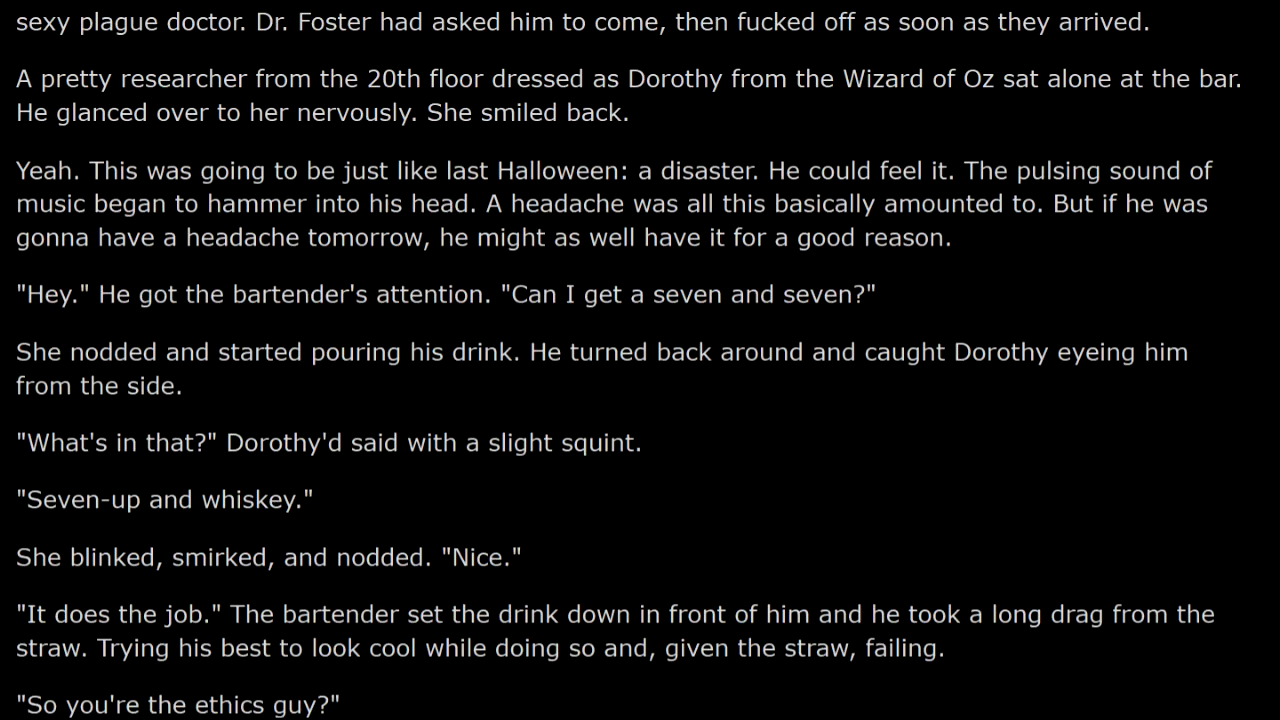 sexy plague doctor. Dr. Foster had asked him to come, then fucked off as soon as they arrived.
A pretty researcher from the 20th floor dressed as Dorothy from the Wizard of Oz sat alone at the bar.
He glanced over to her nervously. She smiled back.
Yeah. This was going to be just like last Halloween: a disaster. He could feel it. The pulsing sound of
music began to hammer into his head. A headache was all this basically amounted to. But if he was
gonna have a headache tomorrow, he might as well have it for a good reason.
"Hey." He got the bartender's attention. "Can I get a seven and seven?"
She nodded and started pouring his drink. He turned back around and caught Dorothy eyeing him
from the side.
"What's in that?" Dorothy'd said with a slight squint.
"Seven-up and whiskey."
She blinked, smirked, and nodded. "Nice."
"It does the job." The bartender set the drink down in front of him and he took a long drag from the
straw. Trying his best to look cool while doing so and, given the straw, failing.
"So you're the ethics guy?"